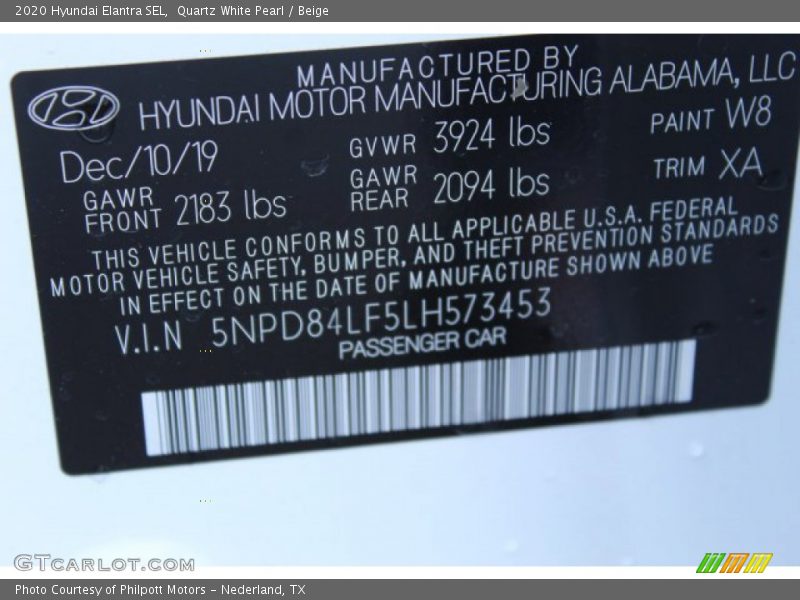 2020 Hyundai Elantra SEL, Quartz White Pearl / Beige
MANUFACTURED BY
HYUNDAI MOTOR MANUFACTURING ALABAMA, LLC
Dec/10/19 GVWR 3924 lbs PAINT W8
GAWR FRONT 2183 lbs GAWR REAR 2094 lbs TRIM XA
THIS VEHICLE CONFORMS TO ALL APPLICABLE U.S.A. FEDERAL
MOTOR VEHICLE SAFETY, BUMPER, AND THEFT PREVENTION STANDARDS
IN EFFECT ON THE DATE OF MANUFACTURE SHOWN ABOVE
V.I.N 5NPD84LF5LH573453
PASSENGER CAR
GTCARLOT.COM
Photo Courtesy of Philpott Motors - Nederland, TX